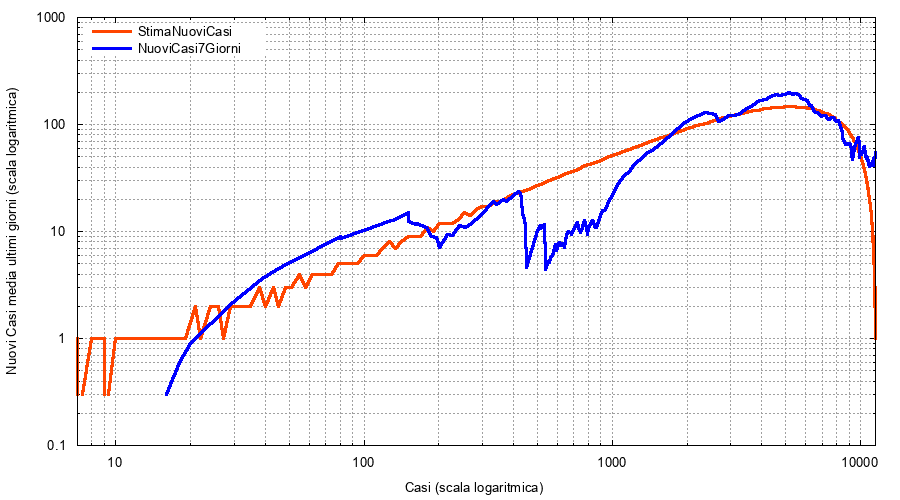 1000
StimaNuoviCasi
NuoviCasi7Giorni
100
10
1
0.1
Nuovi Casi media ultimi giorni (scala logaritmica)
10
100
1000
10000
Casi (scala logaritmica)